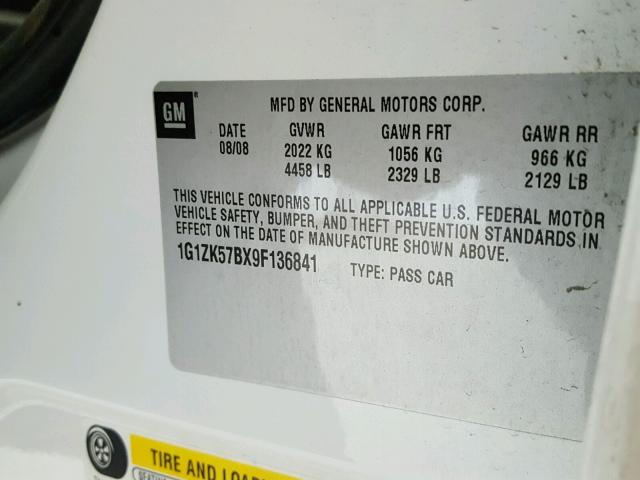 GM ®
MFD BY GENERAL MOTORS CORP.
DATE GVWR GAWR FRT GAWR RR
08/08 2022 KG 1056 KG 966 KG
4458 LB 2329 LB 2129 LB
THIS VEHICLE CONFORMS TO ALL APPLICABLE U.S. FEDERAL MOTOR
VEHICLE SAFETY, BUMPER, AND THEFT PREVENTION STANDARDS IN
EFFECT ON THE DATE OF MANUFACTURE SHOWN ABOVE.
1G1ZK57BX9F136841 TYPE: PASS CAR
TIRE AND